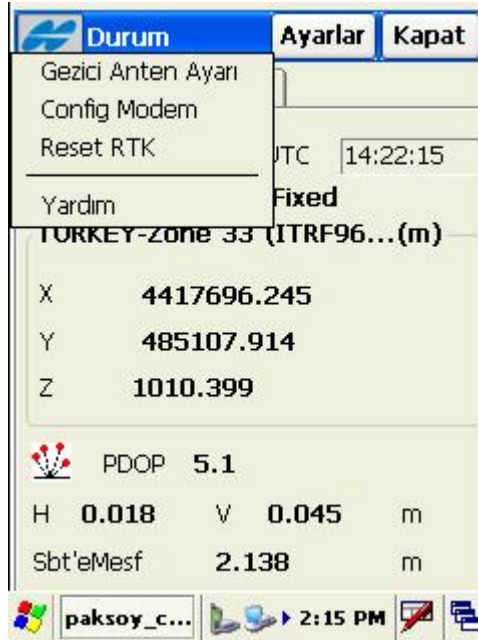 Durum Ayarlar Kapat
Gezici Anten Ayarı
Config Modem
Reset RTK
UTC 14:22:15
Yardım
Fixed
TURKEY-Zone 33 (ITRF96...(m)
X 4417696.245
Y 485107.914
Z 1010.399
PDOP 5.1
H 0.018 V 0.045 m
Sbt'eMesf 2.138 m
paksoy_c... 2:15 PM